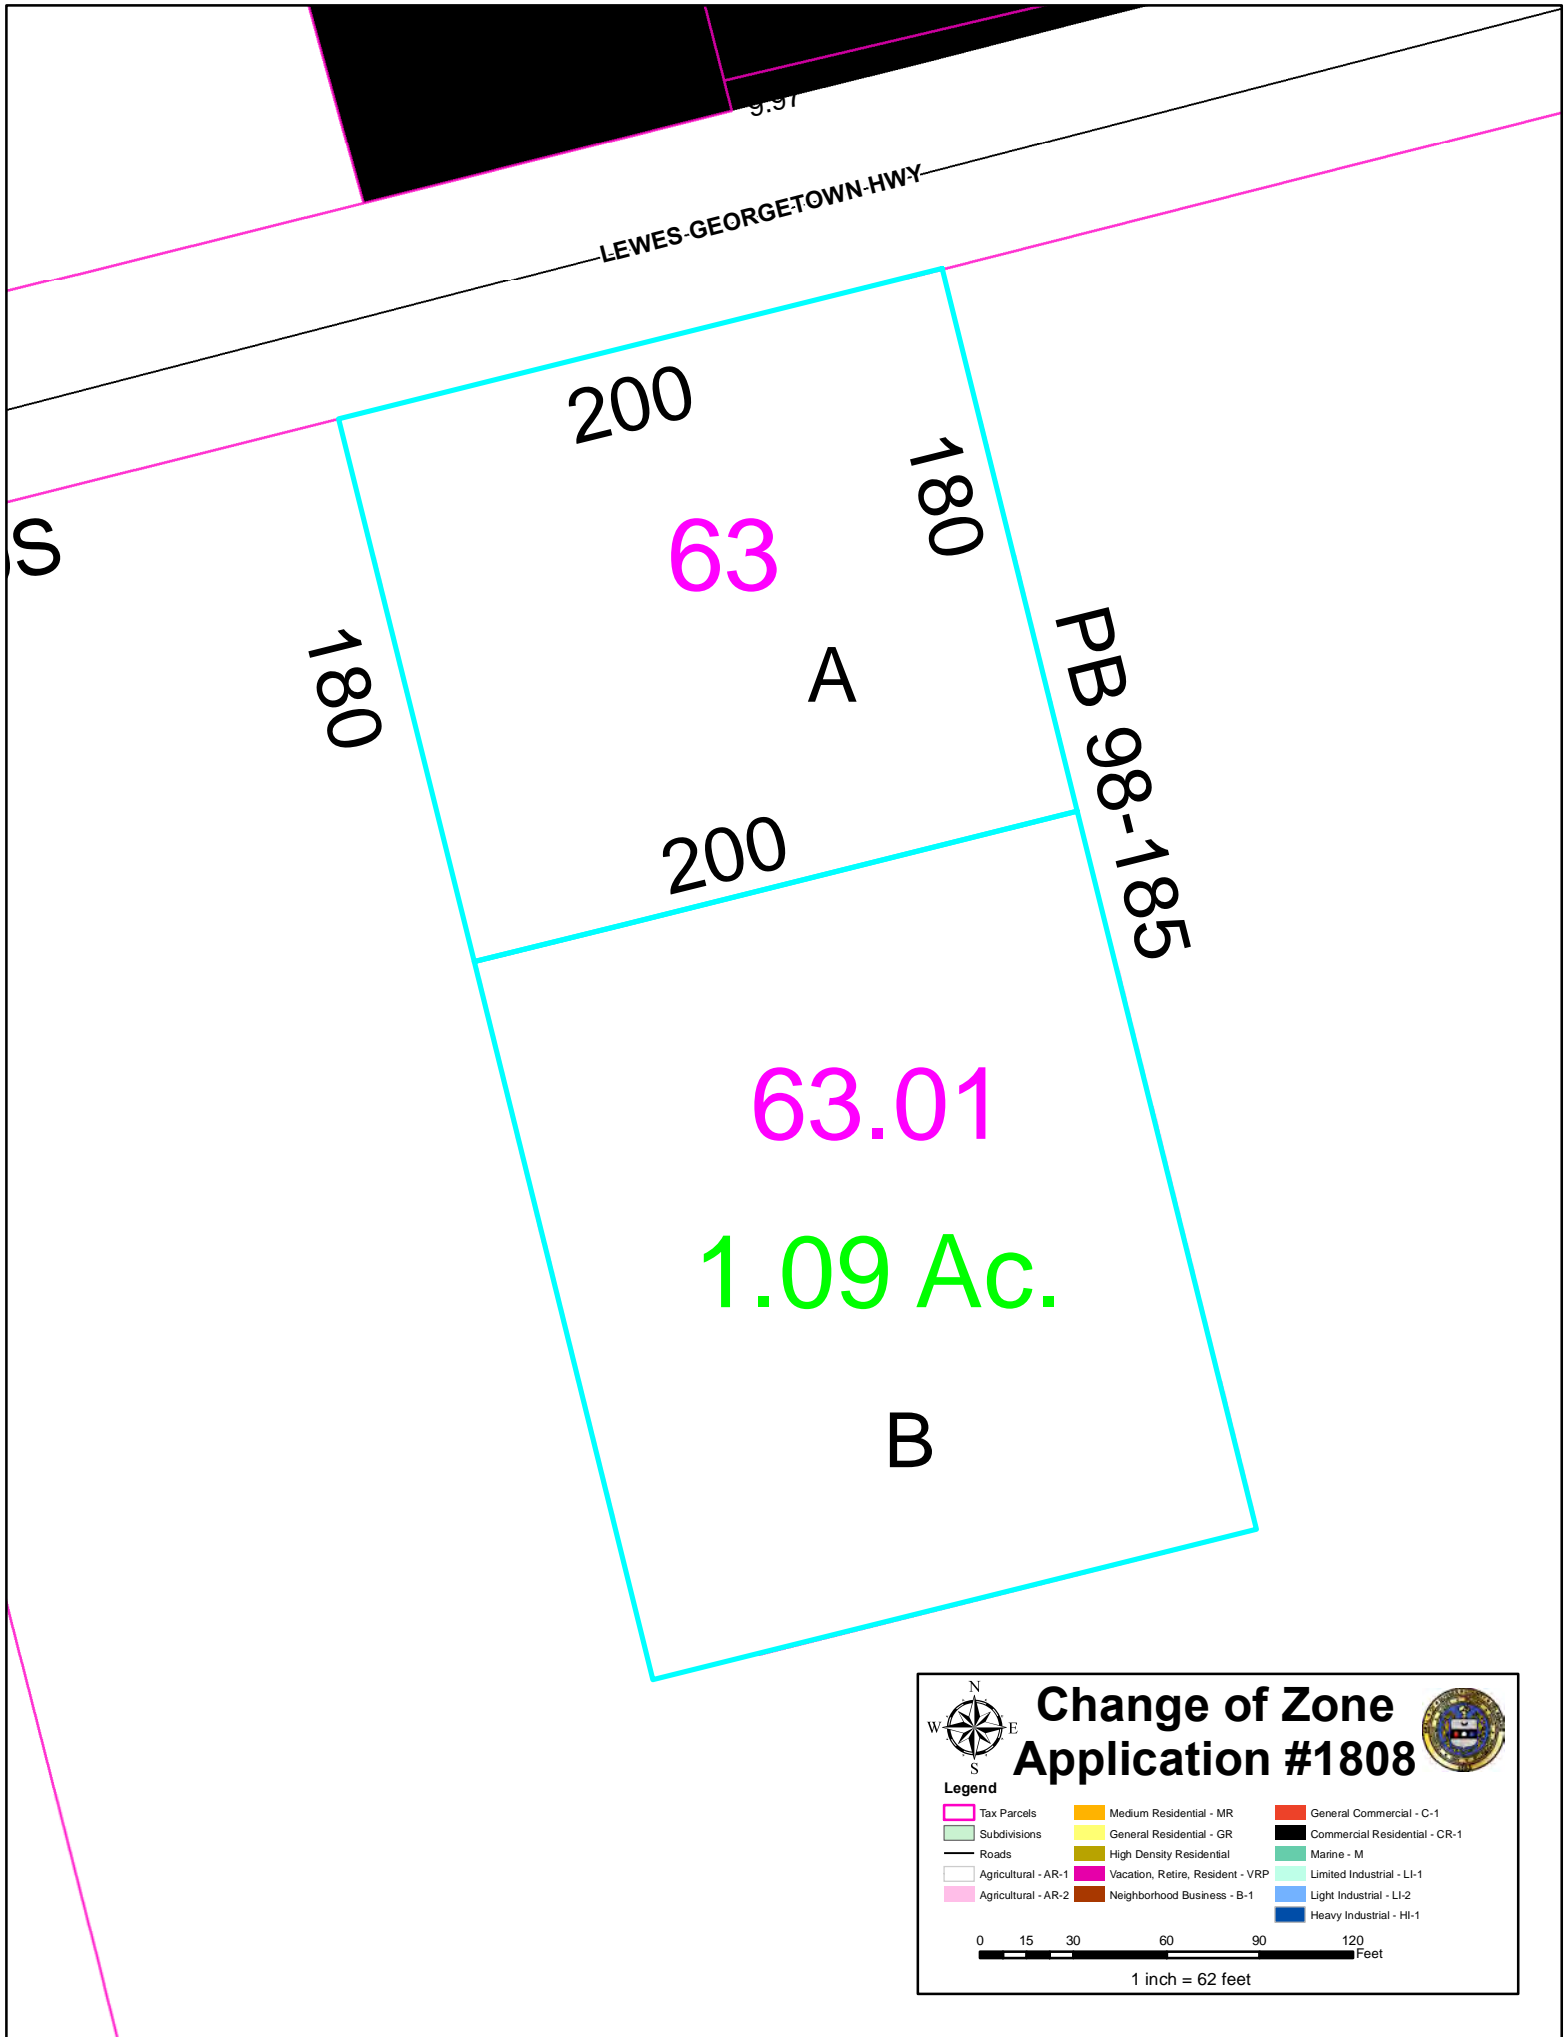 9.97
LEWES GEORGETOWN HWY
200
180
63
S
180
A
PB 98-185
200
63.01
1.09 Ac.
B
N
W
E
S
Change of Zone
Application #1808
Legend
Tax Parcels
Subdivisions
Roads
Agricultural - AR-1
Agricultural - AR-2
Medium Residential - MR
General Residential - GR
High Density Residential
Vacation, Retire, Resident - VRP
Neighborhood Business - B-1
General Commercial - C-1
Commercial Residential - CR-1
Marine - M
Limited Industrial - LI-1
Light Industrial - LI-2
Heavy Industrial - HI-1
0 15 30 60 90 120
Feet
1 inch = 62 feet